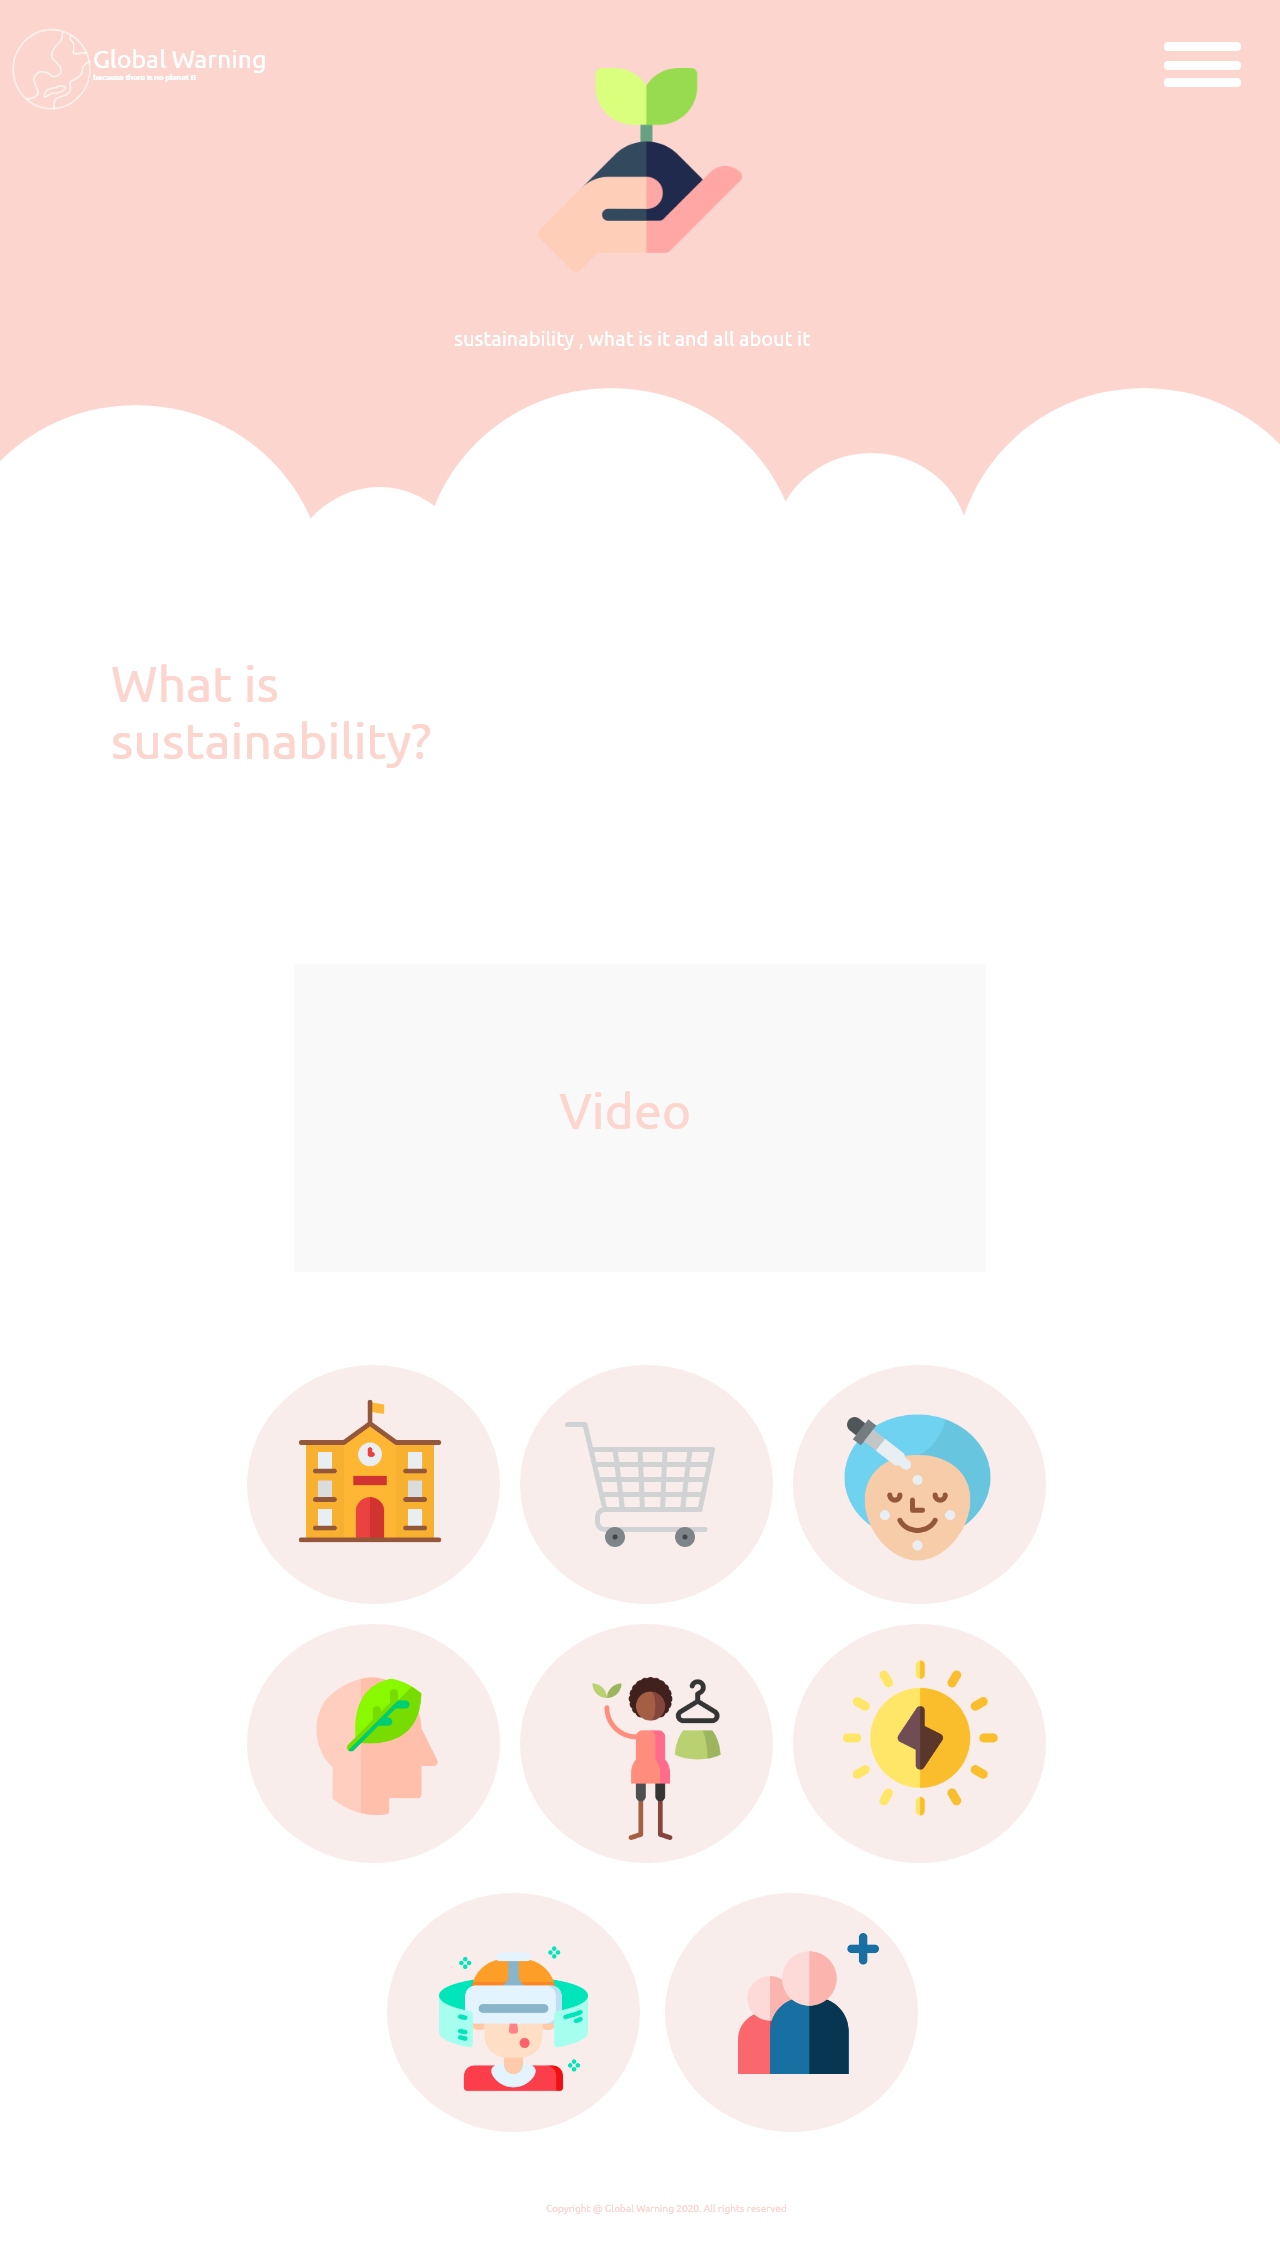 Global Warning
because there is no planet B
sustainability , what is it and all about it
What is
sustainability?
Video
Copyright @ Global Warning 2020. All rights reserved